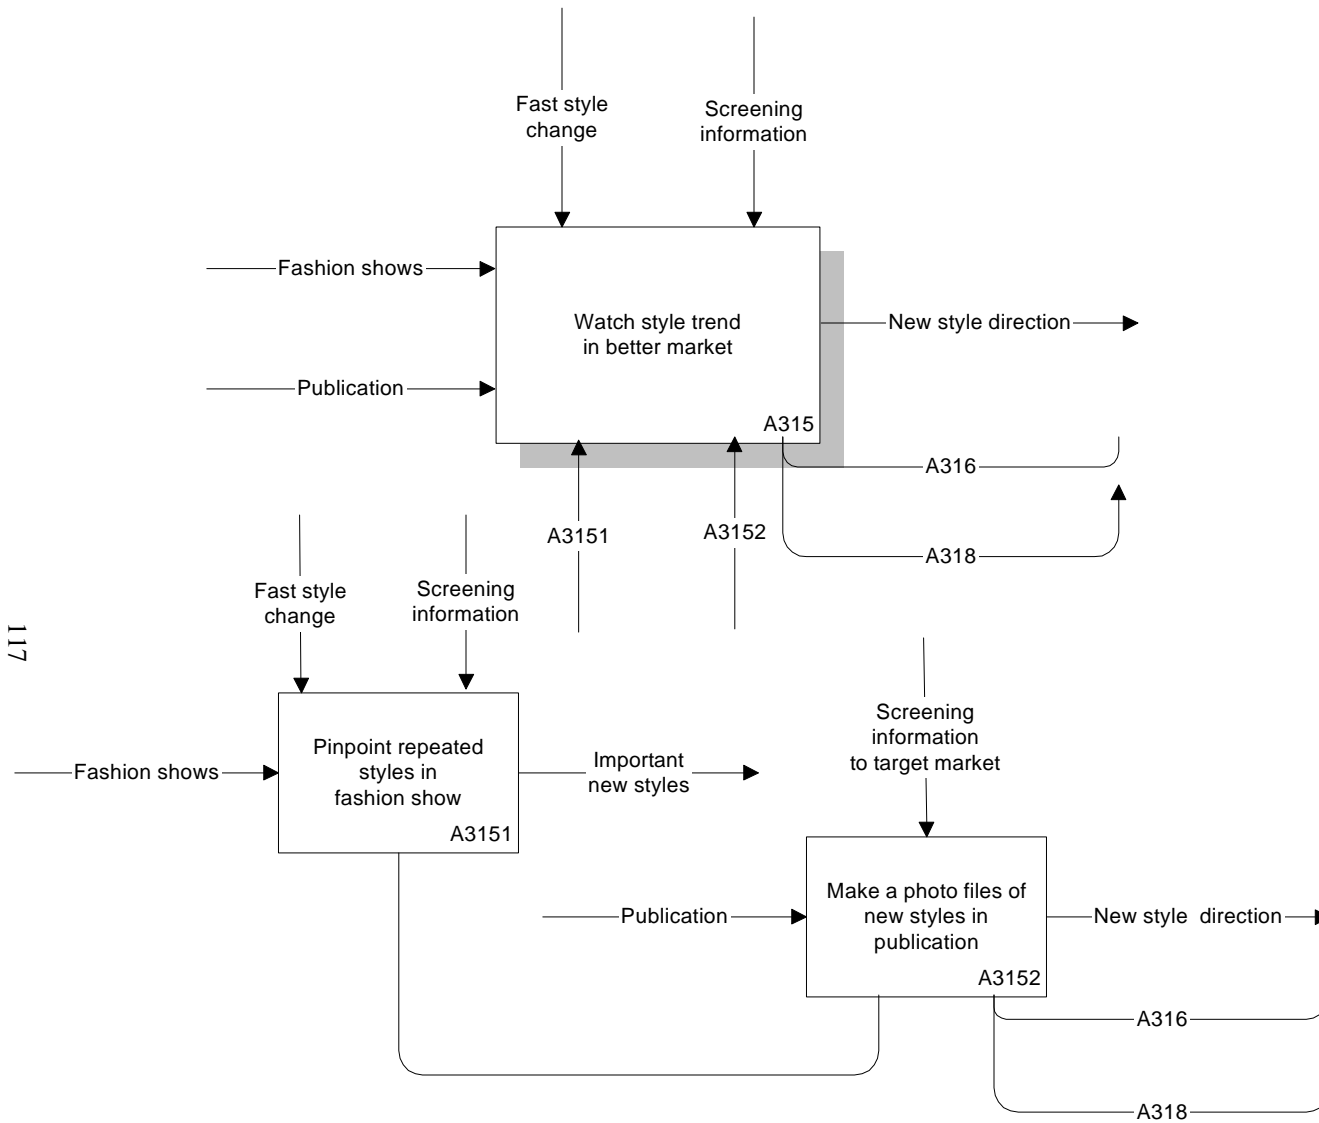 Fast style
change
Screening
information
Fashion shows
Watch style trend
in better market
New style direction
Publication
A315
A316
A3151
A3152
A318
Fast style
change
Screening
information
117
Screening
information
to target market
Fashion shows
Pinpoint repeated
styles in
fashion show
Important
new styles
A3151
Publication
Make a photo files of
new styles in
publication
New style  direction
A3152
A316
A318